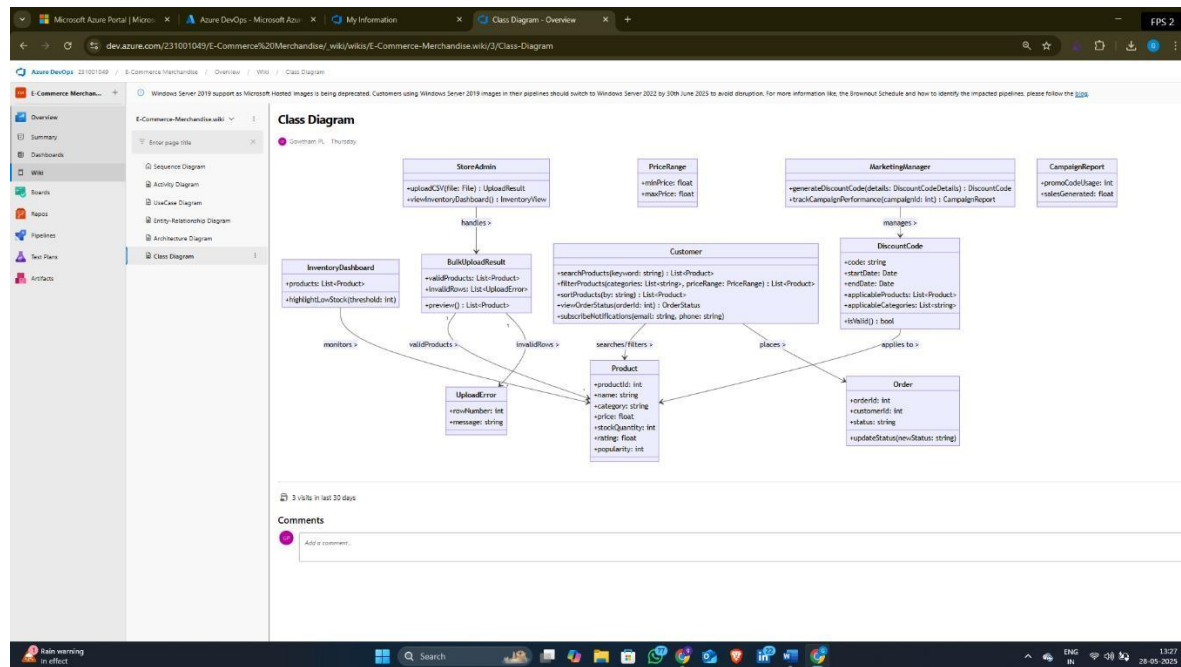 Microsoft Azure Portal | Micros
Azure DevOps - Microsoft Azur
My Information
Class Diagram - Overview
FPS 2
dev.azure.com/231001049/E-Commerce%20Merchandise/_wiki/wikis/E-Commerce-Merchandise.wiki/3/Class-Diagram
Azure DevOps 231001049 / E-Commerce Merchandise / Overview / Wiki / Class Diagram
E-Commerce Merchan...
Windows Server 2019 support as Microsoft Hosted Images is being deprecated. Customers using Windows Server 2019 images in their pipelines should switch to Windows Server 2022 by 30th June 2025 to avoid disruption. For more information like, the Brownout Schedule and how to identify the impacted pipelines, please follow the blog.
Overview
Summary
Dashboards
Wiki
Boards
Repos
Pipelines
Test Plans
Artifacts
E-Commerce-Merchandise.wiki
Enter page title
Sequence Diagram
Activity Diagram
UseCase Diagram
Entity-Relationship Diagram
Architecture Diagram
Class Diagram
Class Diagram
Gowtham PL Thursday
StoreAdmin
+uploadCSV(file: File) : UploadResult
+viewInventoryDashboard() : InventoryView
PriceRange
+minPrice: float
+maxPrice: float
MarketingManager
+generateDiscountCode(details: DiscountCodeDetails) : DiscountCode
+trackCampaignPerformance(campaignId: int) : CampaignReport
CampaignReport
+promoCodeUsage: int
+salesGenerated: float
handles >
manages >
InventoryDashboard
+products: List<Product>
+highlightLowStock(threshold: int)
BulkUploadResult
+validProducts: List<Product>
+invalidRows: List<UploadError>
+preview() : List<Product>
Customer
+searchProducts(keyword: string) : List<Product>
+filterProducts(categories: List<string>, priceRange: PriceRange) : List<Product>
+sortProducts(by: string) : List<Product>
+viewOrderStatus(orderId: int) : OrderStatus
+subscribeNotifications(email: string, phone: string)
DiscountCode
+code: string
+startDate: Date
+endDate: Date
+applicableProducts: List<Product>
+applicableCategories: List<string>
+isValid() : bool
1
1
monitors >
validProducts >
invalidRows >
searches/filters >
places >
applies to >
UploadError
+rowNumber: int
+message: string
Product
+productId: int
+name: string
+category: string
+price: float
+stockQuantity: int
+rating: float
+popularity: int
Order
+orderId: int
+customerId: int
+status: string
+updateStatus(newStatus: string)
3 visits in last 30 days
Comments
GP
Add a comment...
Rain warning
In effect
Search
ENG
IN
13:27
28-05-2025